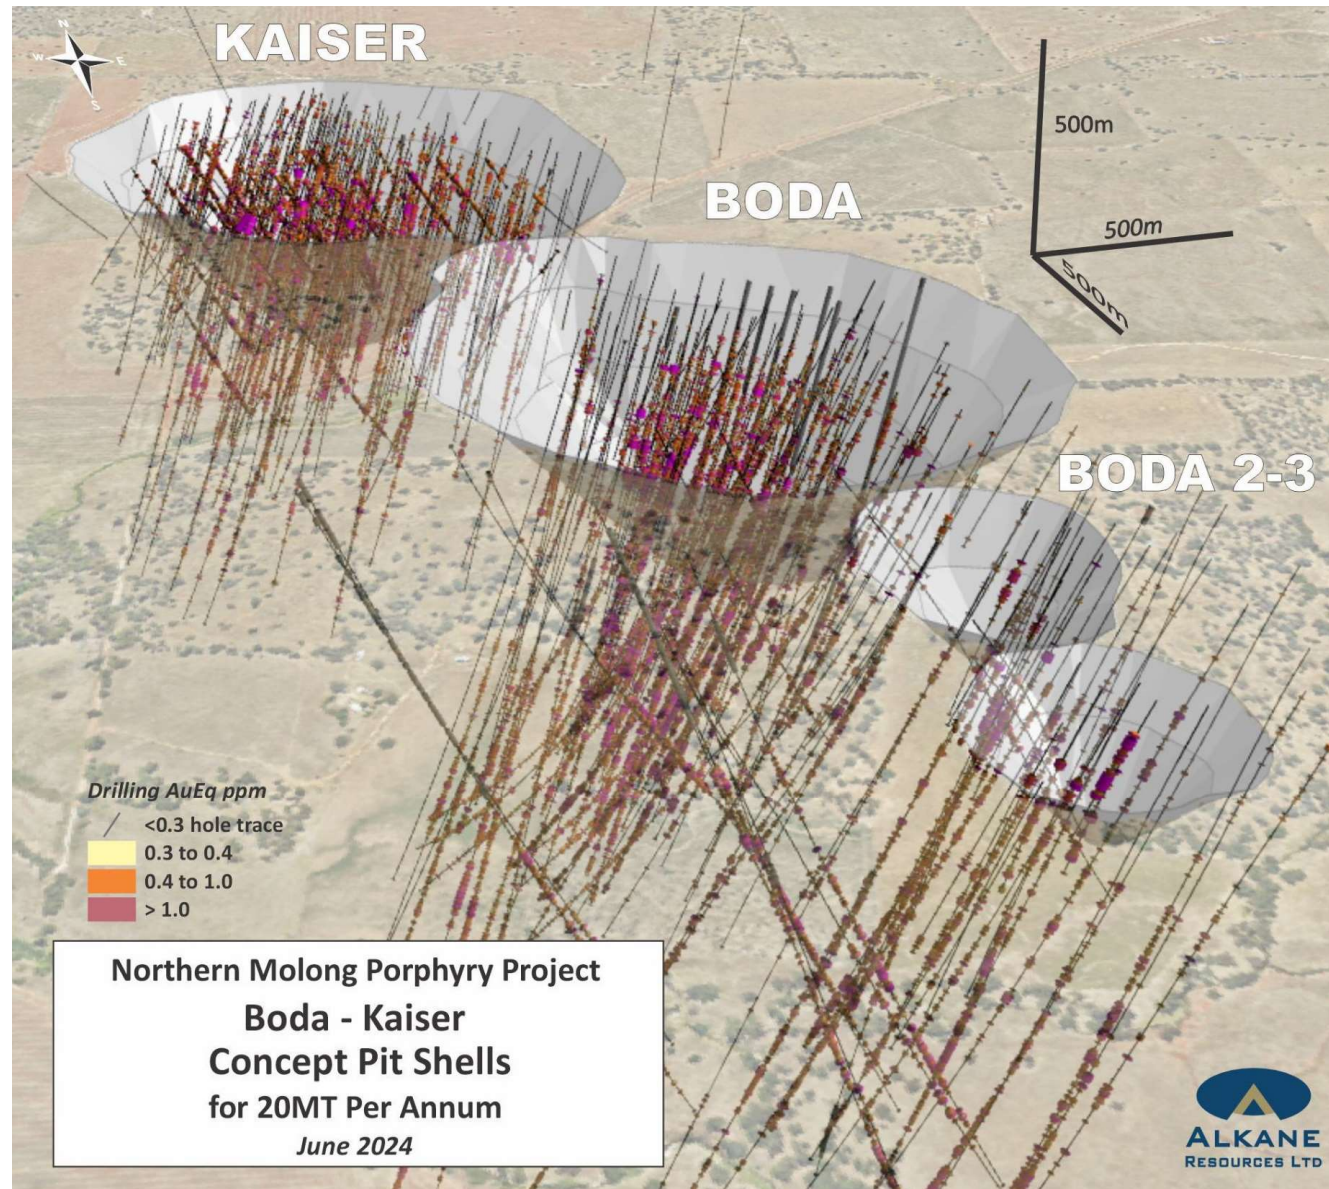 KAISER
N
W
E
S
500m
BODA
500m
500m
BODA 2-3
Drilling AuEq ppm
<0.3 hole trace
0.3 to 0.4
0.4 to 1.0
> 1.0
Northern Molong Porphyry Project
Boda - Kaiser
Concept Pit Shells
for 20MT Per Annum
June 2024
ALKANE
RESOURCES LTD